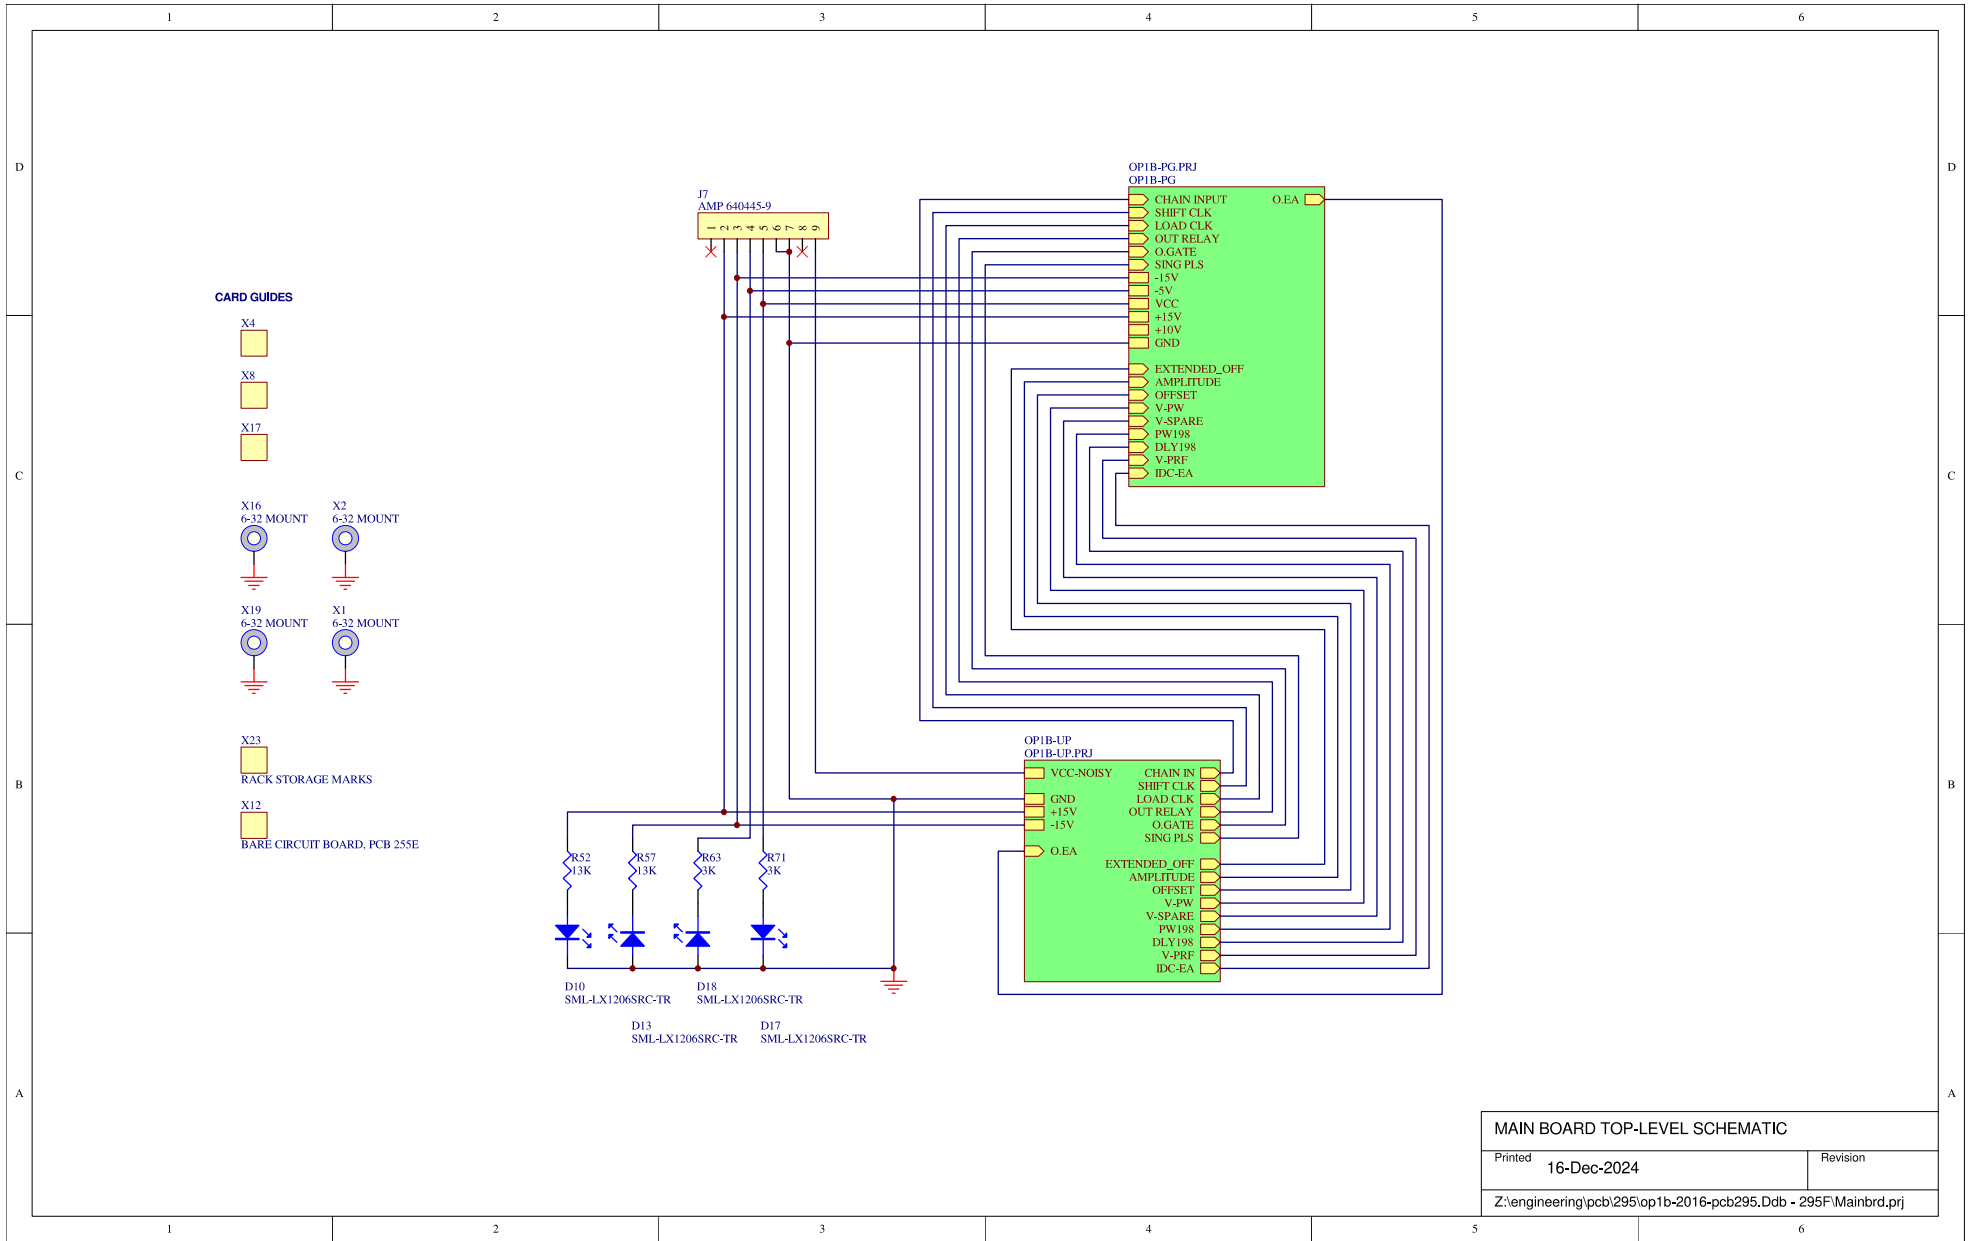 1 2 3 4 5 6
D
D
C
C
B
B
A
A
1 2 3 4 5 6
CARD GUIDES
X4
X8
X17
X16
6-32 MOUNT
X2
6-32 MOUNT
X19
6-32 MOUNT
X1
6-32 MOUNT
X23
RACK STORAGE MARKS
X12
BARE CIRCUIT BOARD, PCB 255E
J7
AMP 640445-9
1 2 3 4 5 6 7 8 9
OP1B-PG.PRJ
OP1B-PG
CHAIN INPUT
O.EA
SHIFT CLK
LOAD CLK
OUT RELAY
O.GATE
SING PLS
-15V
-5V
VCC
+15V
+10V
GND
EXTENDED_OFF
AMPLITUDE
OFFSET
V-PW
V-SPARE
PW198
DLY198
V-PRF
IDC-EA
OP1B-UP
OP1B-UP.PRJ
VCC-NOISY
GND
+15V
-15V
O.EA
CHAIN IN
SHIFT CLK
LOAD CLK
OUT RELAY
O.GATE
SING PLS
EXTENDED_OFF
AMPLITUDE
OFFSET
V-PW
V-SPARE
PW198
DLY198
V-PRF
IDC-EA
R52
13K
R57
13K
R63
3K
R71
3K
D10
SML-LX1206SRC-TR
D18
SML-LX1206SRC-TR
D13
SML-LX1206SRC-TR
D17
SML-LX1206SRC-TR
MAIN BOARD TOP-LEVEL SCHEMATIC
Printed
16-Dec-2024
Revision
Z:\engineering\pcb\295\op1b-2016-pcb295.Ddb - 295F\Mainbrd.prj